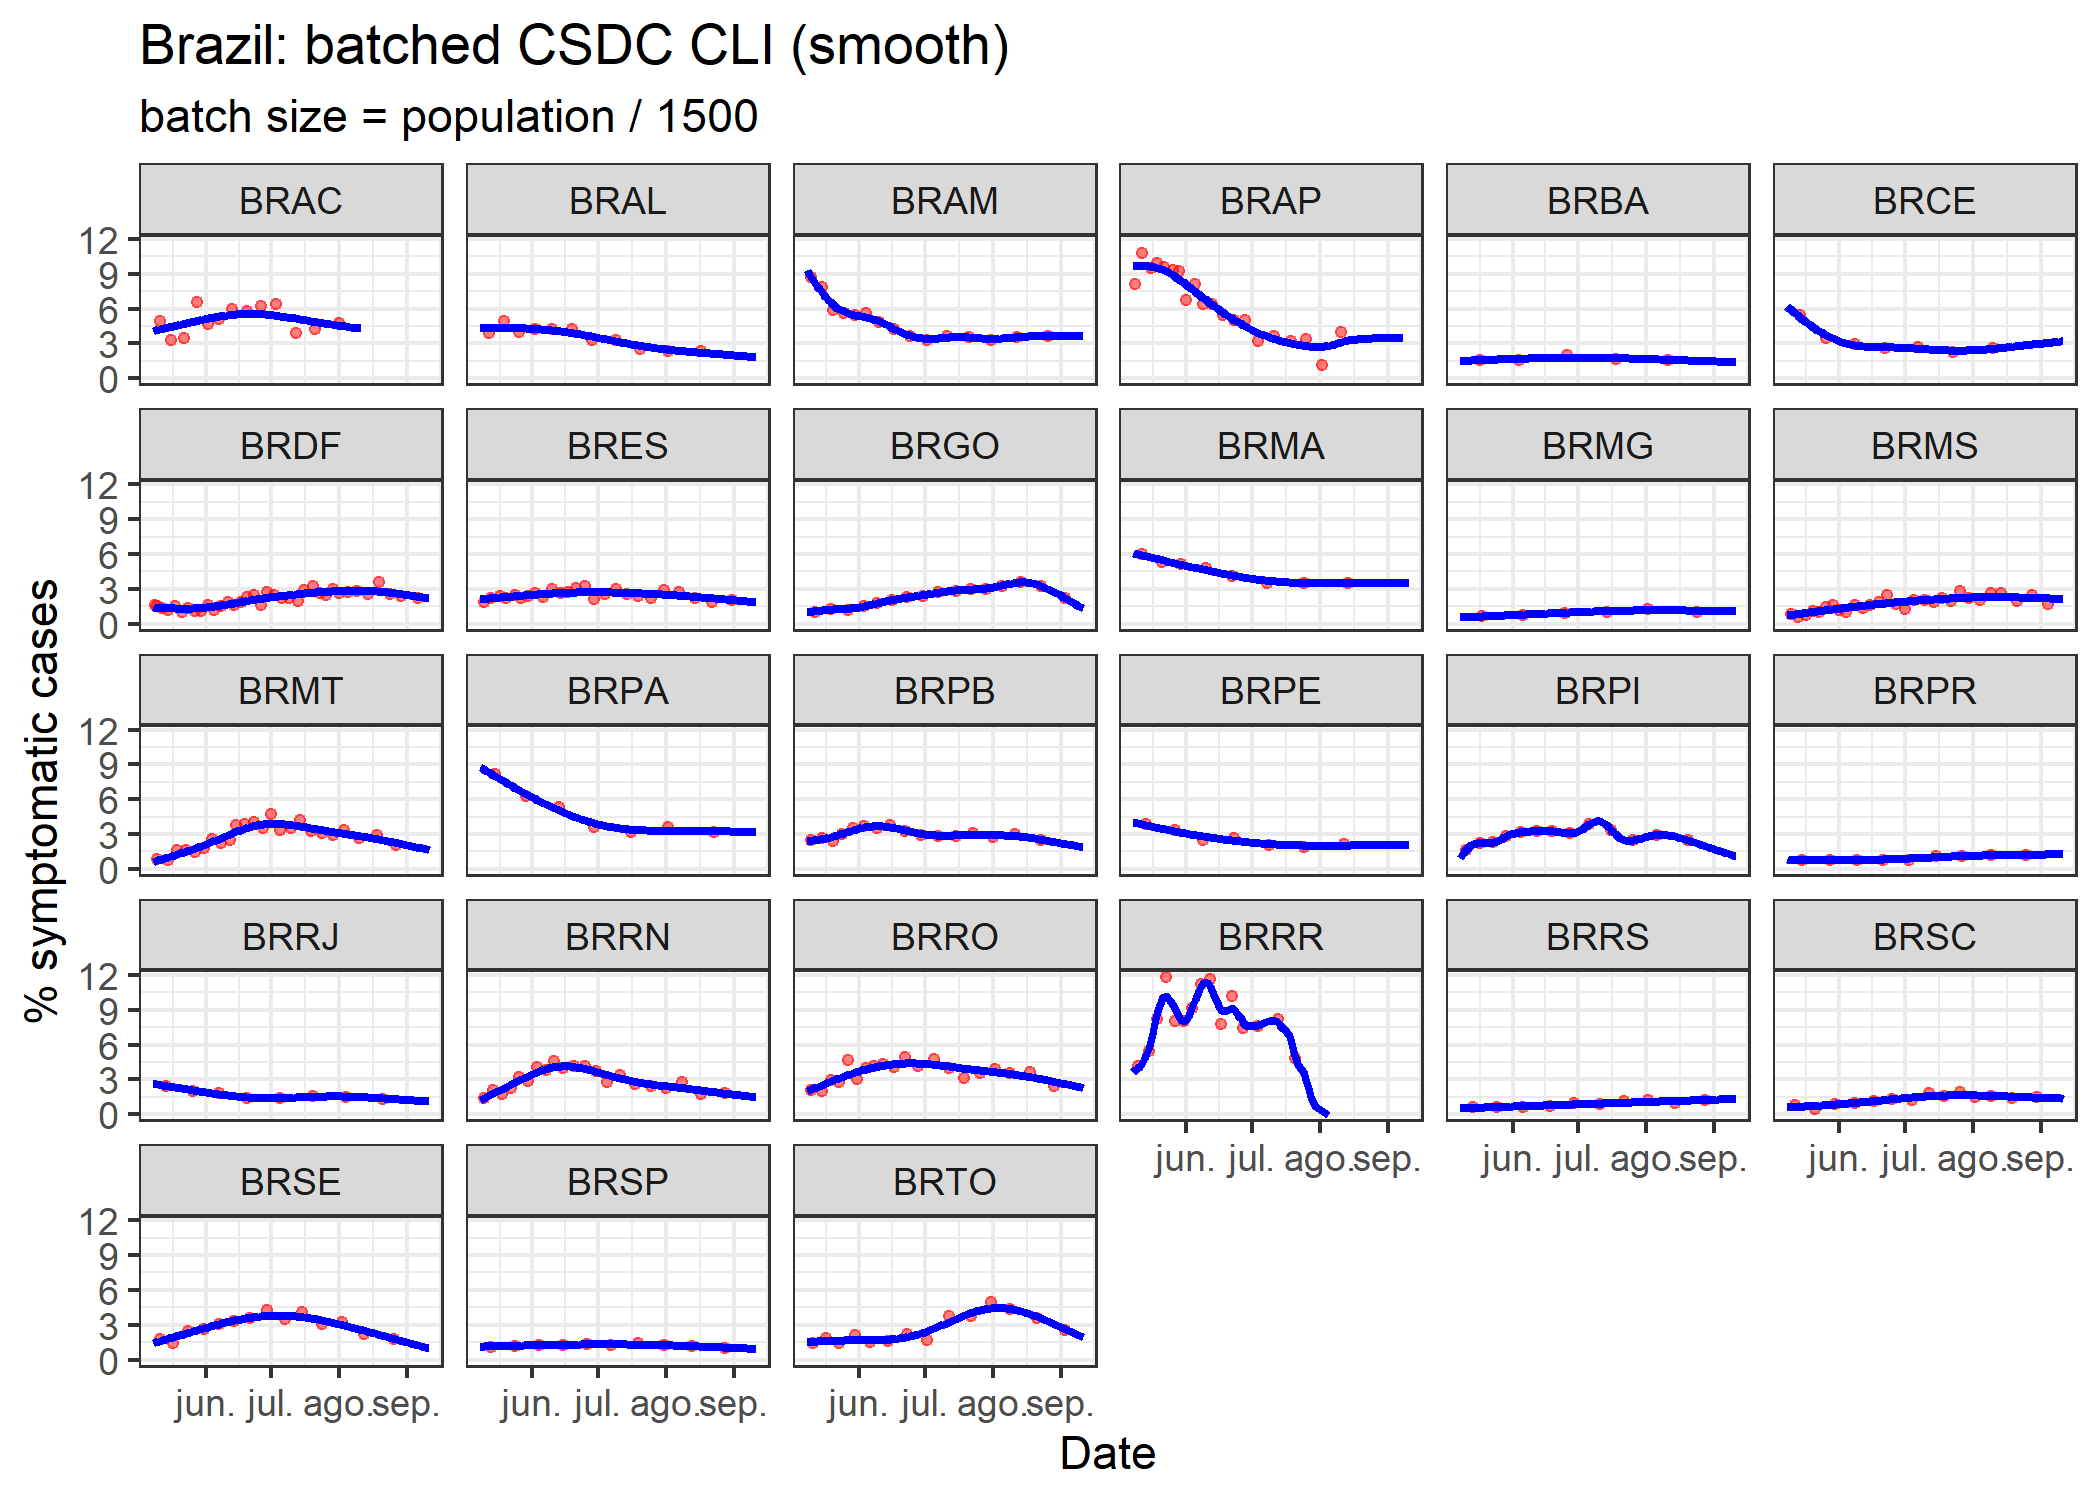 Brazil: batched CSDC CLI (smooth)
batch size = population / 1500
BRAC BRAL BRAM BRAP BRBA BRCE
12
9
6
3
0
BRDF BRES BRGO BRMA BRMG BRMS
12
9
6
3
0
% symptomatic cases
BRMT BRPA BRPB BRPE BRPI BRPR
12
9
6
3
0
BRRJ BRRN BRRO BRRR BRRS BRSC
12
9
6
3
0
jun. jul. ago. sep. jun. jul. ago. sep. jun. jul. ago. sep.
BRSE BRSP BRTO
12
9
6
3
0
jun. jul. ago. sep. jun. jul. ago. sep. jun. jul. ago. sep.
Date